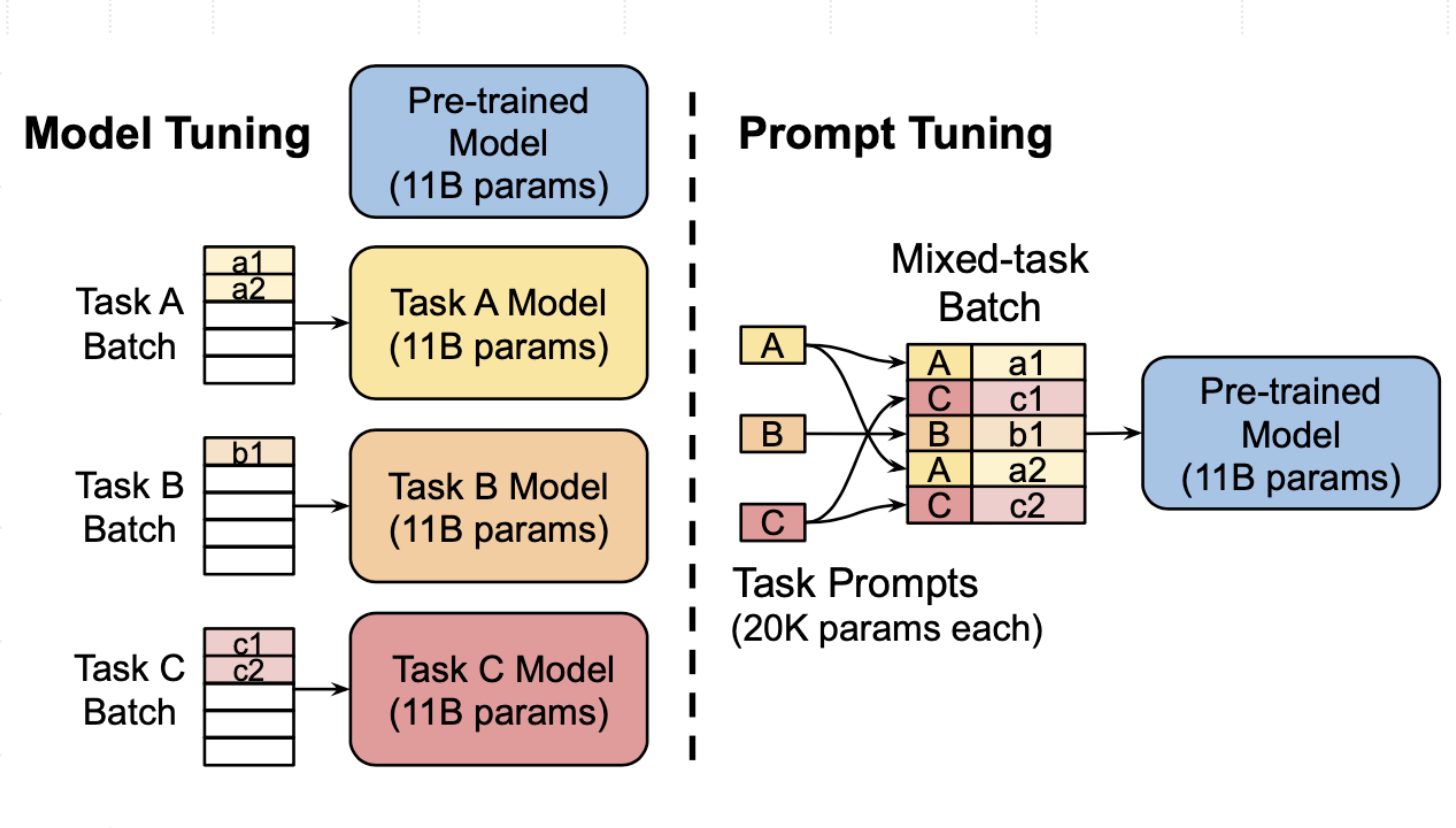 Model Tuning
Pre-trained
Model
(11B params)
Task A
Batch
a1
a2
Task A Model
(11B params)
Task B
Batch
b1
Task B Model
(11B params)
Task C
Batch
c1
c2
Task C Model
(11B params)
Prompt Tuning
Mixed-task
Batch
A
B
C
A a1
C c1
B b1
A a2
C c2
Pre-trained
Model
(11B params)
Task Prompts
(20K params each)